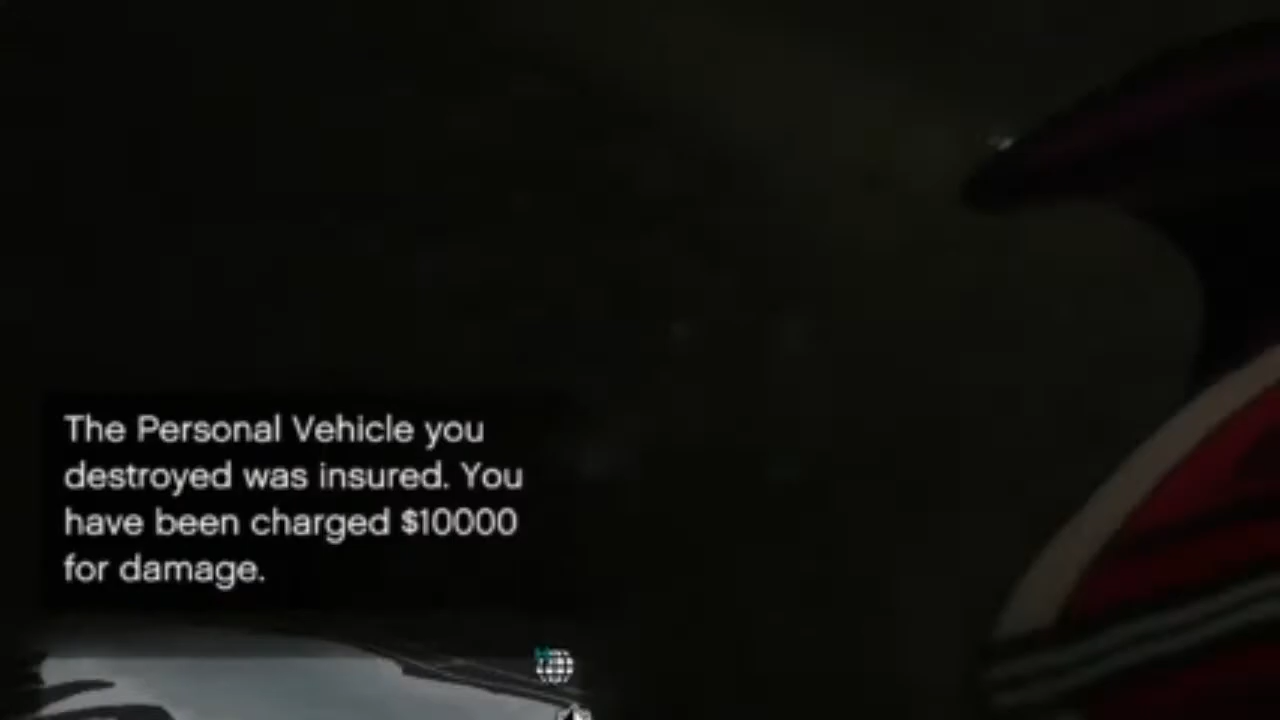 The Personal Vehicle you
destroyed was insured. You
have been charged $10000
for damage.